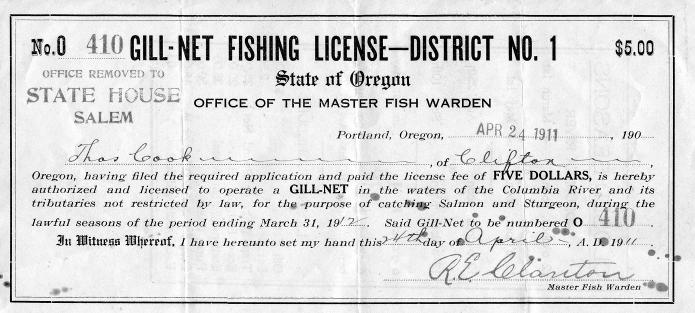 No. O 410 GILL-NET FISHING LICENSE—DISTRICT NO. 1 $5.00
OFFICE REMOVED TO
STATE HOUSE
SALEM
State of Oregon
OFFICE OF THE MASTER FISH WARDEN
Portland, Oregon, APR 24 1911, 190
Thos Cook, of Clifton,
Oregon, having filed the required application and paid the license fee of FIVE DOLLARS, is hereby
authorized and licensed to operate a GILL-NET in the waters of the Columbia River and its
tributaries not restricted by law, for the purpose of catching Salmon and Sturgeon, during the
lawful seasons of the period ending March 31, 1912. Said Gill-Net to be numbered O 410.
In Witness Whereof, I have hereunto set my hand this 24th day of April, A. D. 1911.
R.E. Clanton
Master Fish Warden